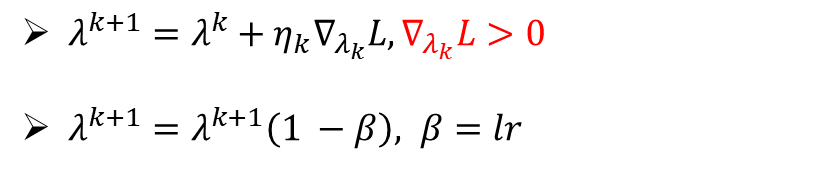 ➢ λ^{k+1} = λ^k + η_k∇_{λ_k}L, ∇_{λ_k}L > 0
➢ λ^{k+1} = λ^{k+1}(1 − β), β = lr